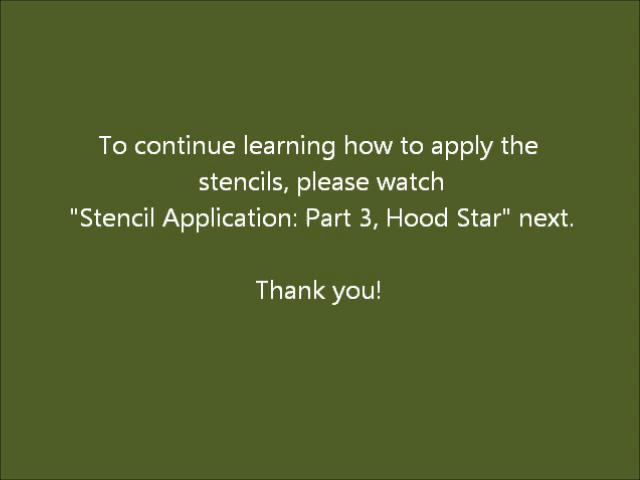 To continue learning how to apply the
stencils, please watch
"Stencil Application: Part 3, Hood Star" next.
Thank you!